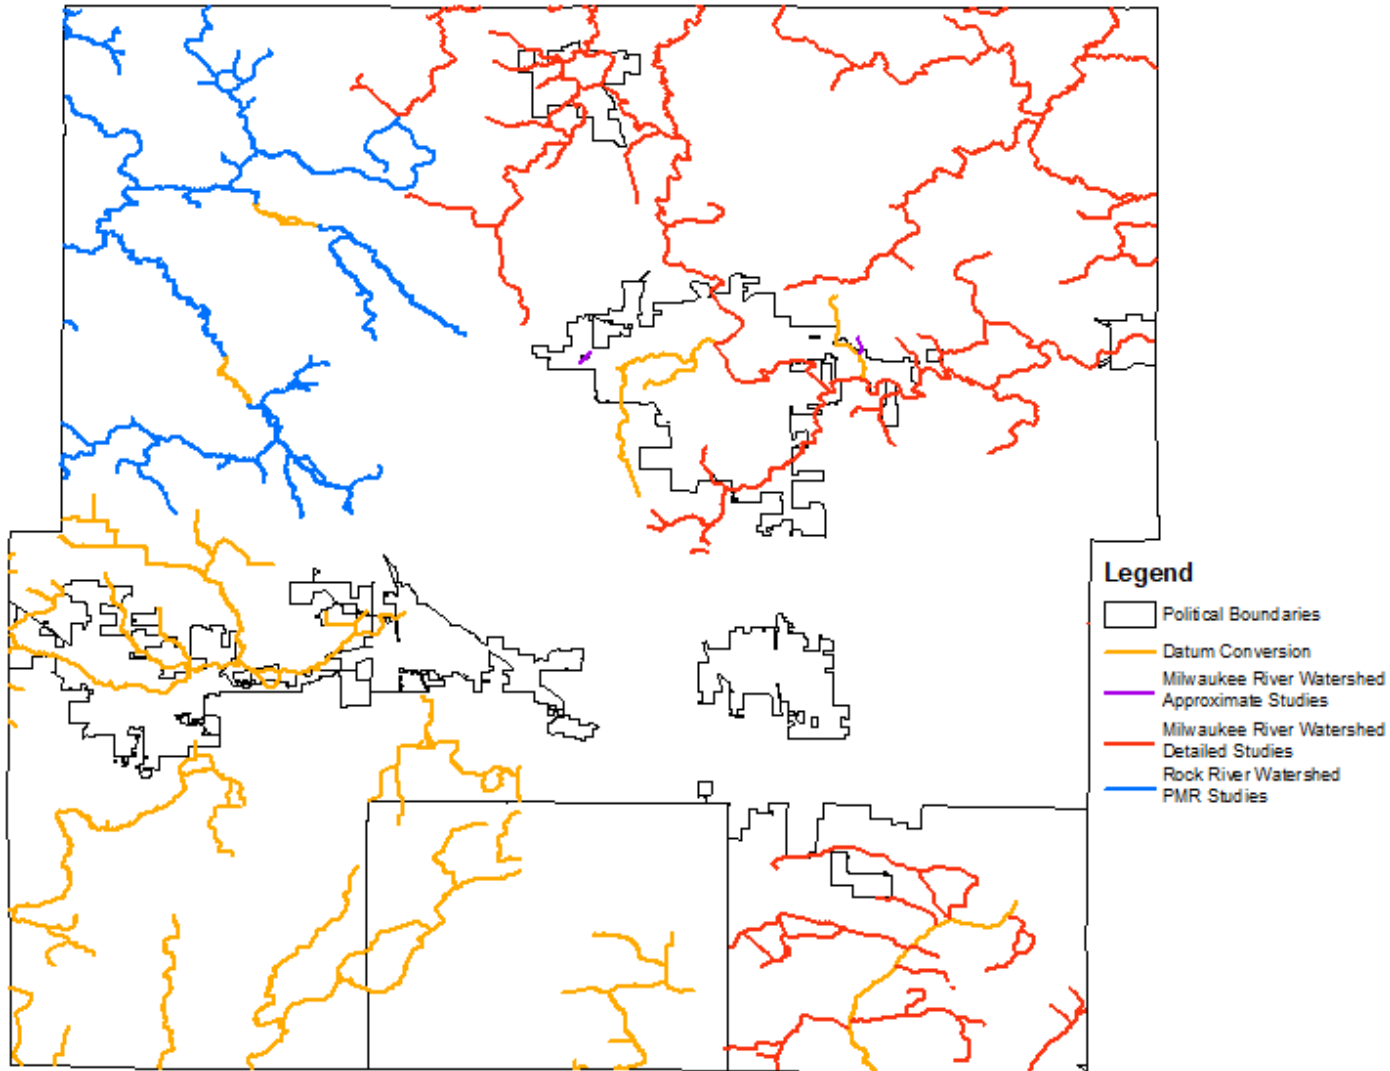 Legend
Political Boundaries
Datum Conversion
Milwaukee River Watershed
Approximate Studies
Milwaukee River Watershed
Detailed Studies
Rock River Watershed
PMR Studies